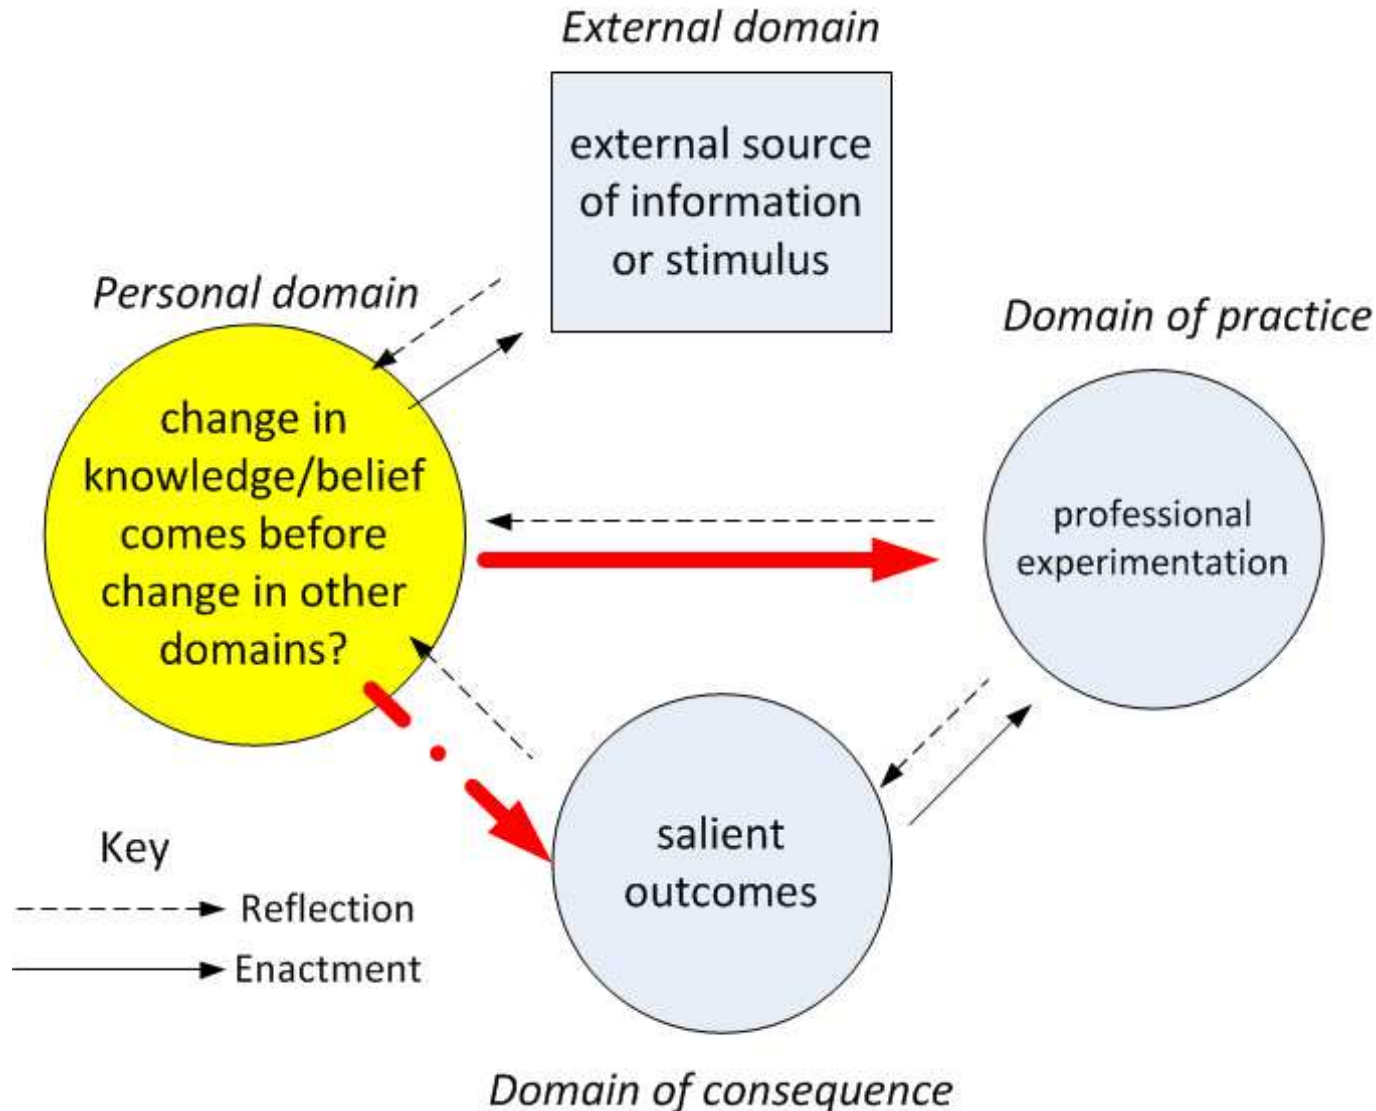 External domain
external source
of information
or stimulus
Personal domain
change in
knowledge/belief
comes before
change in other
domains?
Domain of practice
professional
experimentation
salient
outcomes
Domain of consequence
Key
Reflection
Enactment